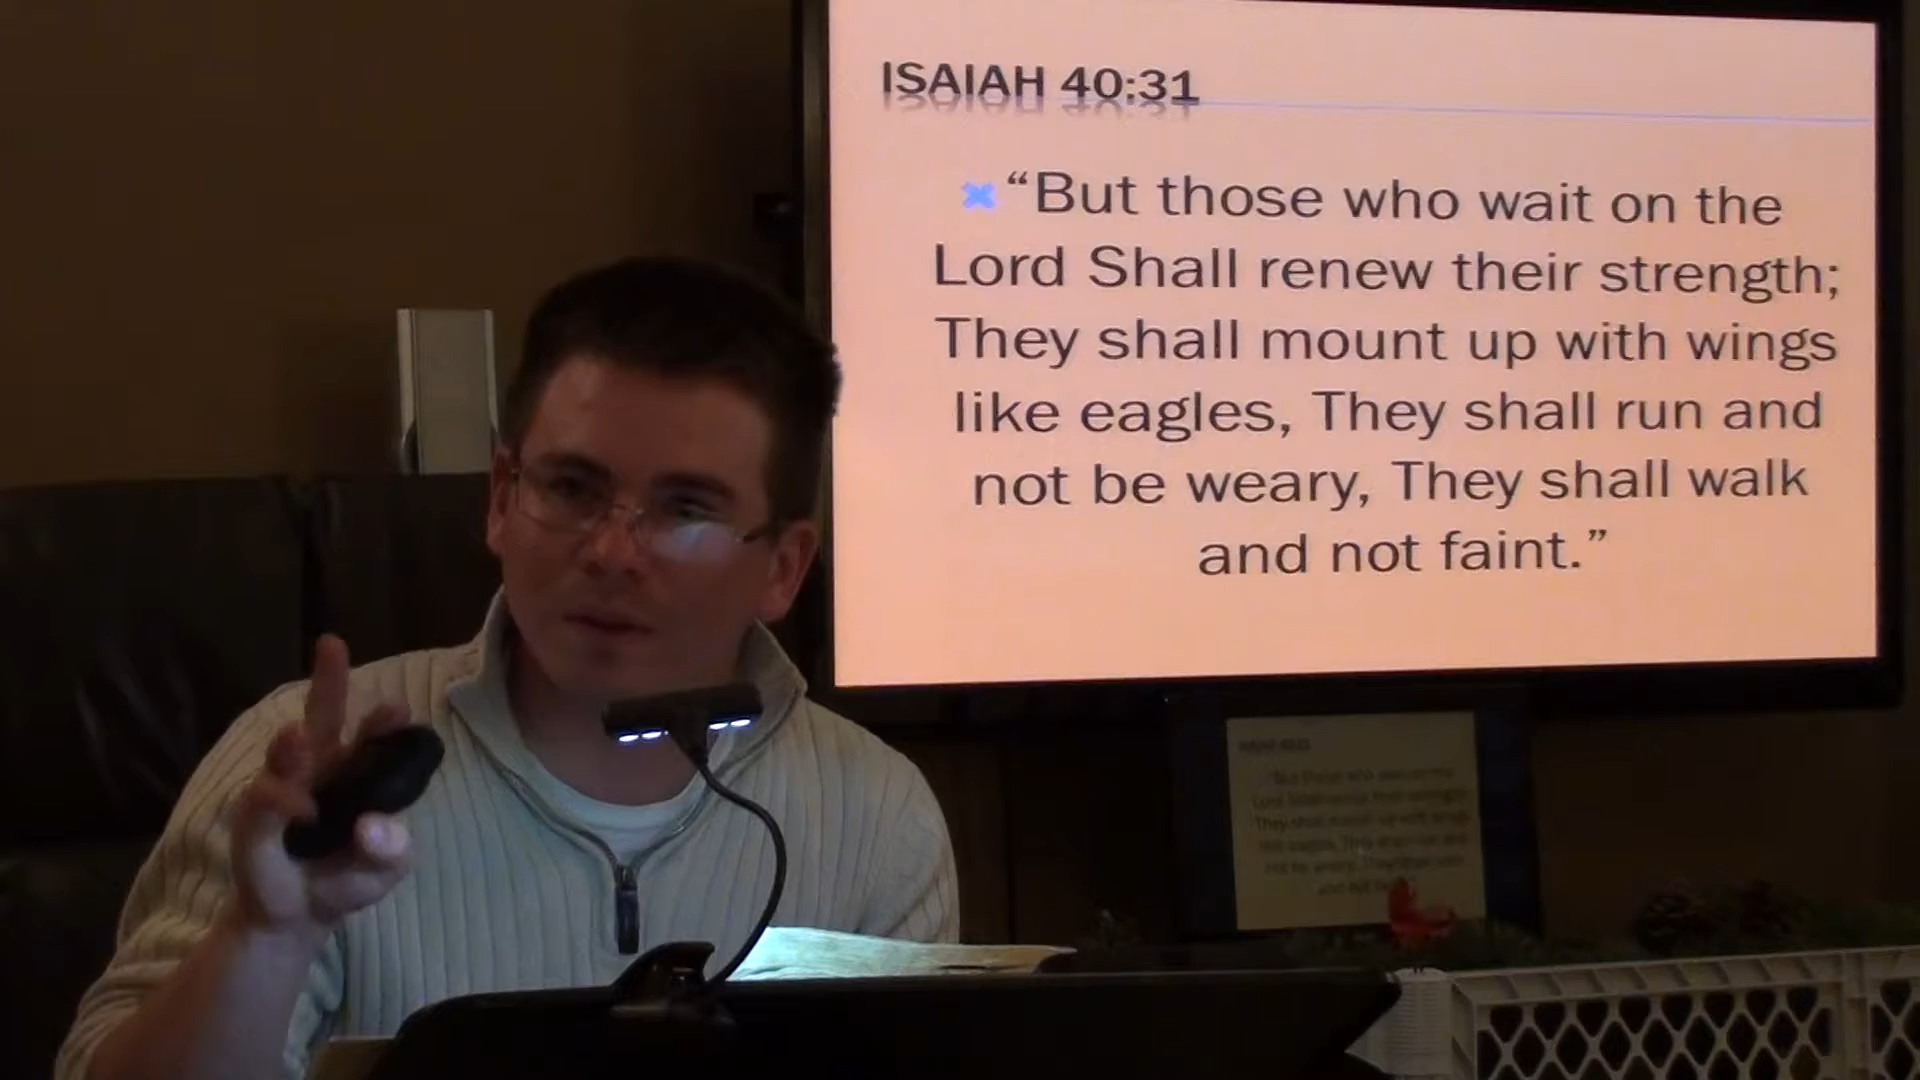 ISAIAH 40:31
“But those who wait on the
Lord Shall renew their strength;
They shall mount up with wings
like eagles, They shall run and
not be weary, They shall walk
and not faint.”